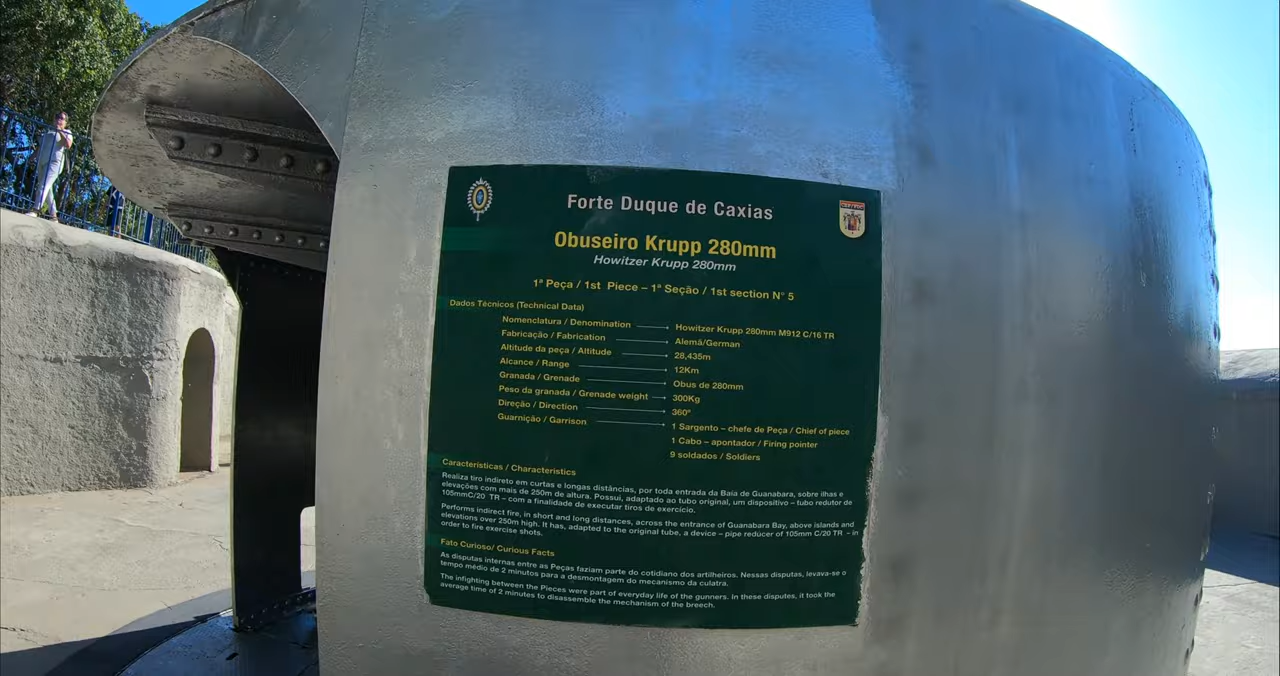 Forte Duque de Caxias
Obuseiro Krupp 280mm
Howitzer Krupp 280mm
1ª Peça / 1st Piece – 1ª Seção / 1st section N° 5
Dados Técnicos (Technical Data)
Nomenclatura / Denomination Howitzer Krupp 280mm M912 C/16 TR
Fabricação / Fabrication Alemã/German
Altitude da peça / Altitude 28,435m
Alcance / Range 12Km
Granada / Grenade Obus de 280mm
Peso da granada / Grenade weight 300Kg
Direção / Direction 360°
Guarnição / Garrison 1 Sargento – chefe de Peça / Chief of piece
1 Cabo – apontador / Firing pointer
9 soldados / Soldiers
Características / Characteristics
Realiza tiro indireto em curtas e longas distâncias, por toda entrada da Baía de Guanabara, sobre ilhas e
elevações com mais de 250m de altura. Possui, adaptado ao tubo original, um dispositivo – tubo redutor de
105mmC/20 TR – com a finalidade de executar tiros de exercício.
Performs indirect fire, in short and long distances, across the entrance of Guanabara Bay, above islands and
elevations over 250m high. It has, adapted to the original tube, a device – pipe reducer of 105mm C/20 TR - in
order to fire exercise shots.
Fato Curioso/ Curious Facts
As disputas internas entre as Peças faziam parte do cotidiano dos artilheiros. Nessas disputas, levava-se o
tempo médio de 2 minutos para a desmontagem do mecanismo da culatra.
The infighting between the Pieces were part of everyday life of the gunners. In these disputes, it took the
average time of 2 minutes to disassemble the mechanism of the breech.